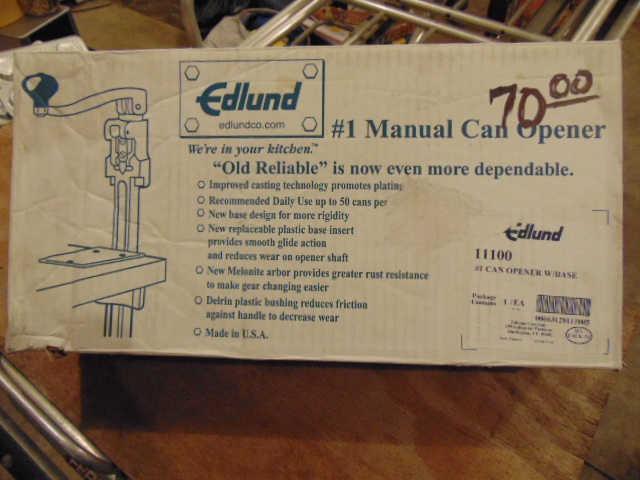 Edlund
edlundco.com
70 00
#1 Manual Can Opener
We're in your kitchen.™
"Old Reliable" is now even more dependable.
Improved casting technology promotes plating
Recommended Daily Use up to 50 cans per
New base design for more rigidity
New replaceable plastic base insert
provides smooth glide action
and reduces wear on opener shaft
New Melonite arbor provides greater rust resistance
to make gear changing easier
Delrin plastic bushing reduces friction
against handle to decrease wear
Made in U.S.A.
Edlund
11100
#1 CAN OPENER W/BASE
Package
Contains 1 /EA